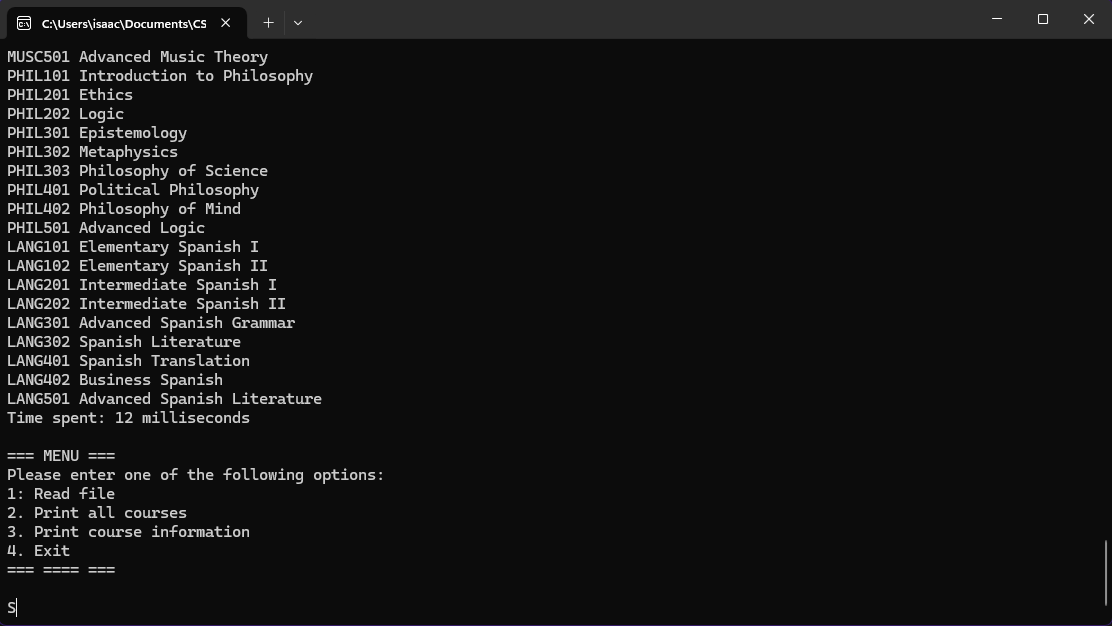 C:\Users\isaac\Documents\CS
MUSC501 Advanced Music Theory
PHIL101 Introduction to Philosophy
PHIL201 Ethics
PHIL202 Logic
PHIL301 Epistemology
PHIL302 Metaphysics
PHIL303 Philosophy of Science
PHIL401 Political Philosophy
PHIL402 Philosophy of Mind
PHIL501 Advanced Logic
LANG101 Elementary Spanish I
LANG102 Elementary Spanish II
LANG201 Intermediate Spanish I
LANG202 Intermediate Spanish II
LANG301 Advanced Spanish Grammar
LANG302 Spanish Literature
LANG401 Spanish Translation
LANG402 Business Spanish
LANG501 Advanced Spanish Literature
Time spent: 12 milliseconds
=== MENU ===
Please enter one of the following options:
1: Read file
2. Print all courses
3. Print course information
4. Exit
=== ==== ===
S